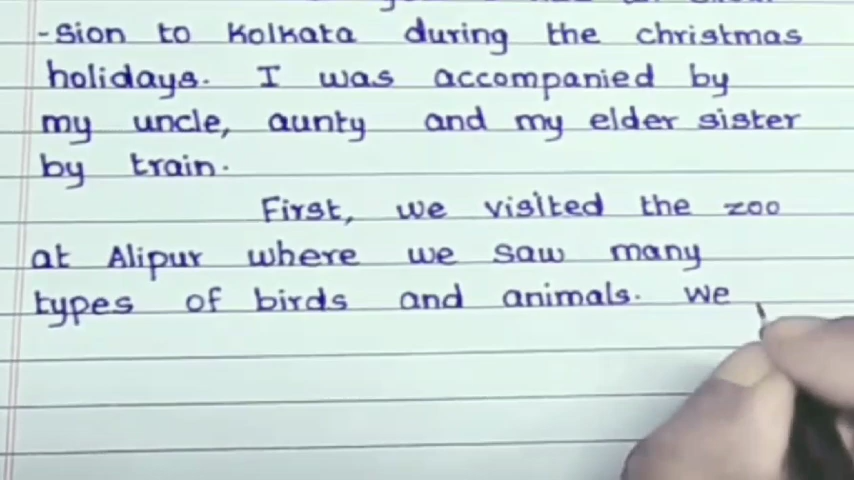 -sion to Kolkata during the christmas
holidays. I was accompanied by
my uncle, aunty and my elder sister
by train.
First, we visited the zoo
at Alipur where we saw many
types of birds and animals. We